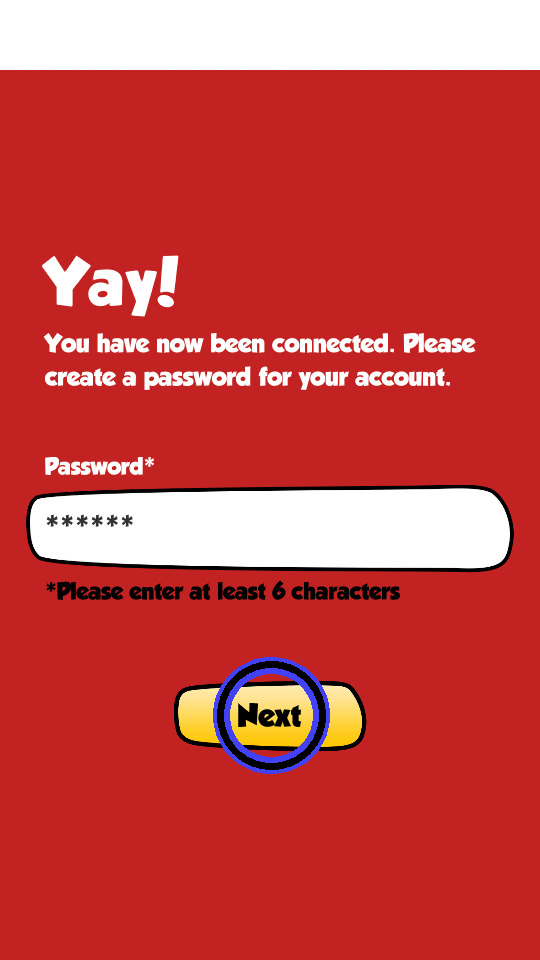 Yay!
You have now been connected. Please
create a password for your account.
Password*
******
*Please enter at least 6 characters
Next